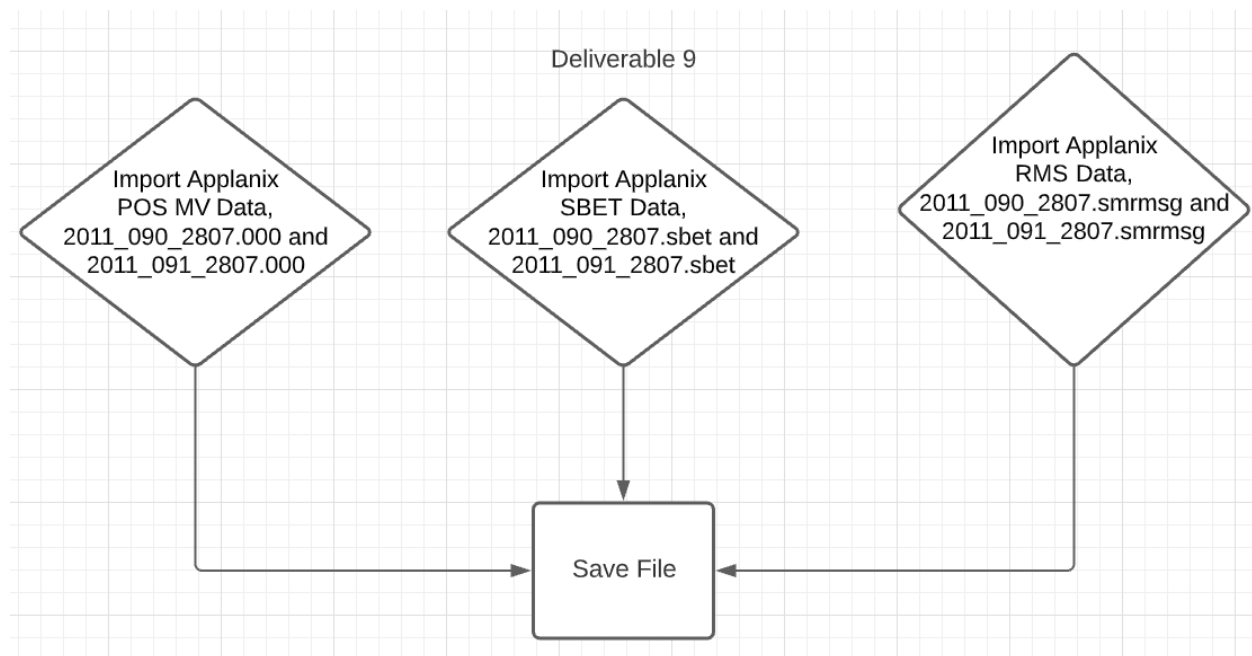 Deliverable 9
Import Applanix
POS MV Data,
2011_090_2807.000 and
2011_091_2807.000
Import Applanix
SBET Data,
2011_090_2807.sbet and
2011_091_2807.sbet
Import Applanix
RMS Data,
2011_090_2807.smrmsg and
2011_091_2807.smrmsg
Save File